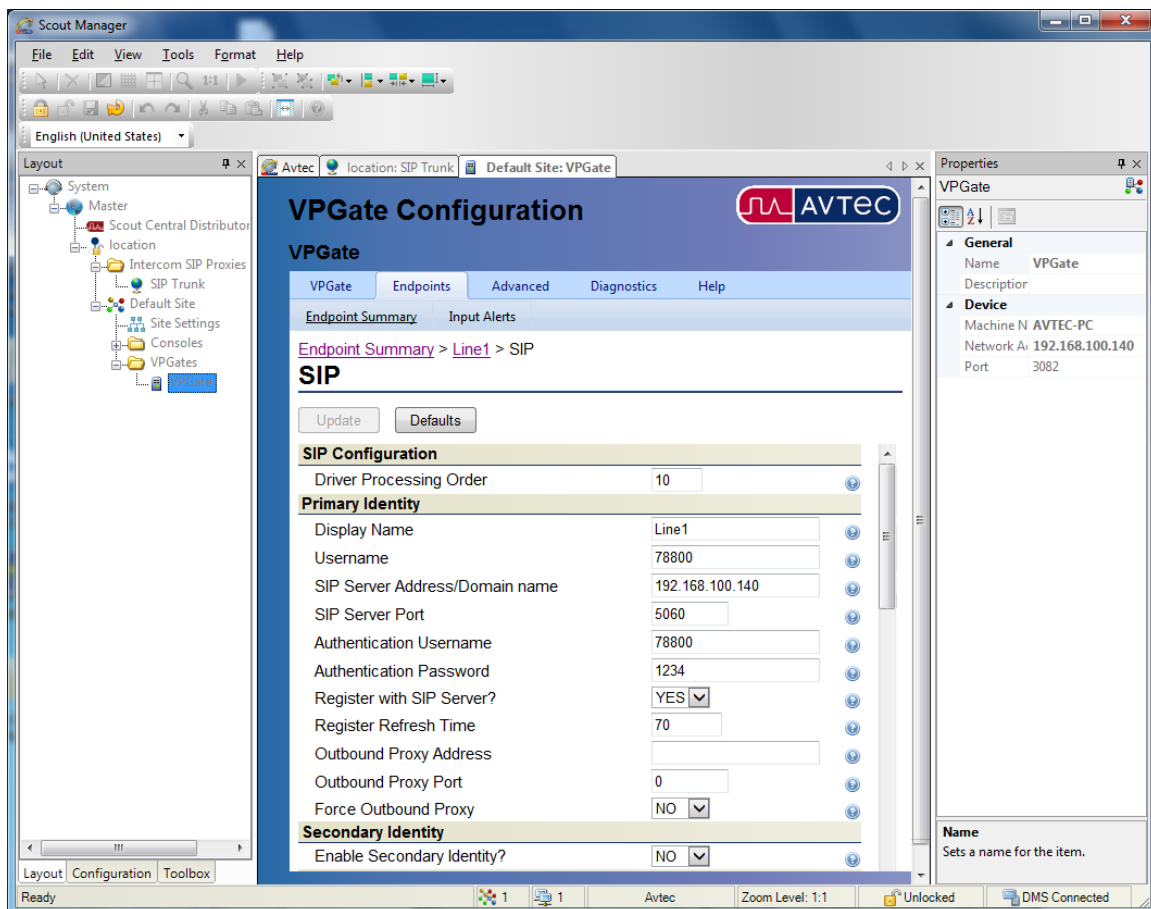 Scout Manager
File Edit View Tools Format Help
1:1
English (United States)
Layout
System
Master
Scout Central Distributor
location
Intercom SIP Proxies
SIP Trunk
Default Site
Site Settings
Consoles
VPGates
VPGate
Layout Configuration Toolbox
Avtec location: SIP Trunk Default Site: VPGate
VPGate Configuration
AVTEC
VPGate
VPGate Endpoints Advanced Diagnostics Help
Endpoint Summary Input Alerts
Endpoint Summary > Line1 > SIP
SIP
Update Defaults
SIP Configuration
Driver Processing Order 10
Primary Identity
Display Name Line1
Username 78800
SIP Server Address/Domain name 192.168.100.140
SIP Server Port 5060
Authentication Username 78800
Authentication Password 1234
Register with SIP Server? YES
Register Refresh Time 70
Outbound Proxy Address
Outbound Proxy Port 0
Force Outbound Proxy NO
Secondary Identity
Enable Secondary Identity? NO
Properties
VPGate
General
Name VPGate
Description
Device
Machine N AVTEC-PC
Network A 192.168.100.140
Port 3082
Name
Sets a name for the item.
Ready 1 1 Avtec Zoom Level: 1:1 Unlocked DMS Connected